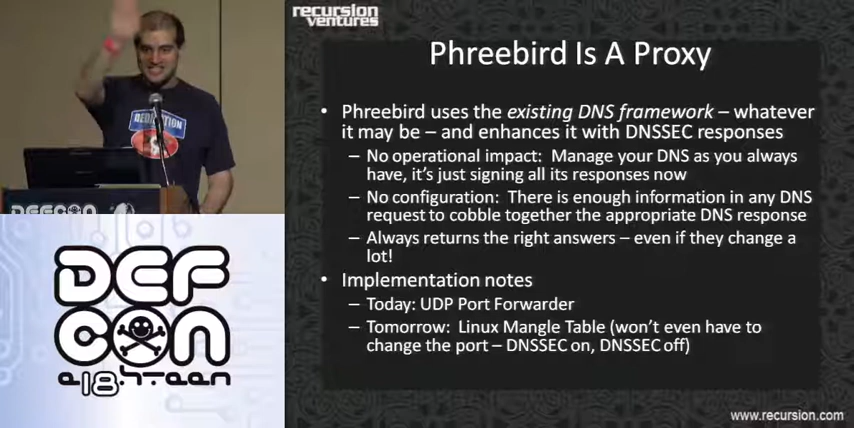 recursion
ventures
Phreebird Is A Proxy
• Phreebird uses the existing DNS framework – whatever
it may be – and enhances it with DNSSEC responses
– No operational impact: Manage your DNS as you always
have, it's just signing all its responses now
– No configuration: There is enough information in any DNS
request to cobble together the appropriate DNS response
– Always returns the right answers – even if they change a
lot!
• Implementation notes
– Today: UDP Port Forwarder
– Tomorrow: Linux Mangle Table (won't even have to
change the port – DNSSEC on, DNSSEC off)
www.recursion.com
DEFCON
DEF
CON
e18hteen